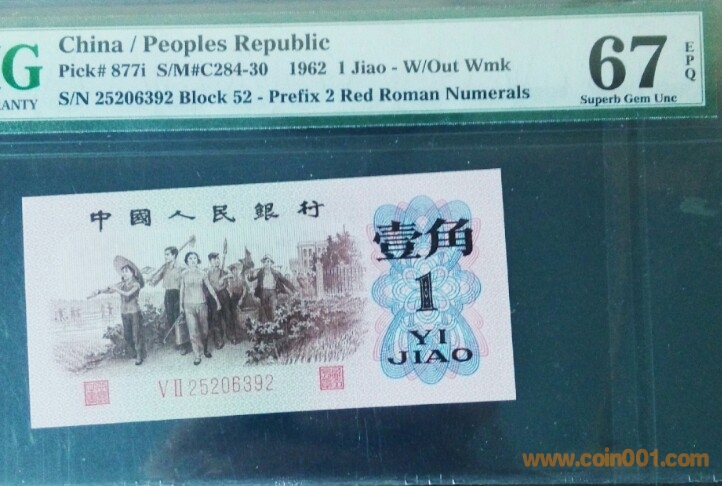 China / Peoples Republic
Pick# 877i S/M#C284-30 1962 1 Jiao - W/Out Wmk
S/N 25206392 Block 52 - Prefix 2 Red Roman Numerals
67
EPQ
Superb Gem Unc
中國人民銀行
壹角
1
YI
JIAO
V II 25206392
www.coin001.com